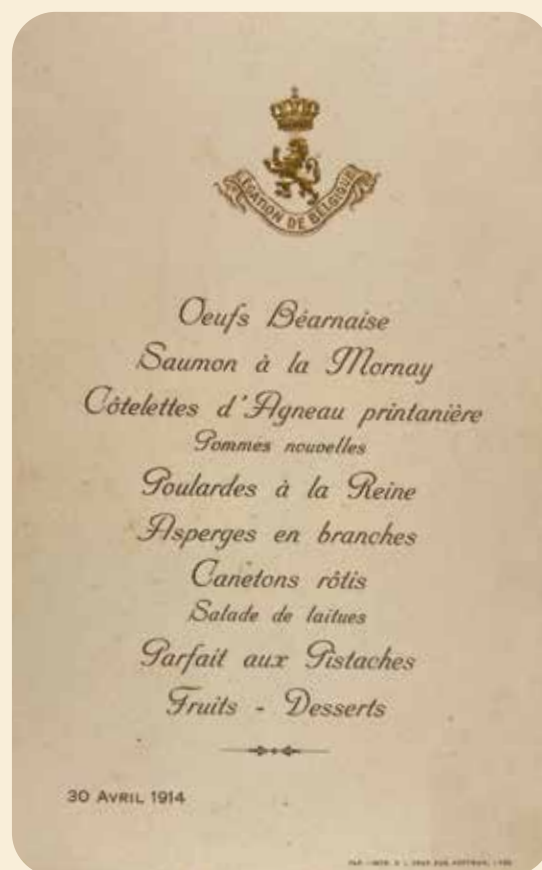 LÉGATION DE BELGIQUE
Oeufs Béarnaise
Saumon à la Mornay
Côtelettes d'Agneau printanière
Pommes nouvelles
Poulardes à la Reine
Asperges en branches
Canetons rôtis
Salade de laitues
Parfait aux Pistaches
Fruits - Desserts
30 AVRIL 1914